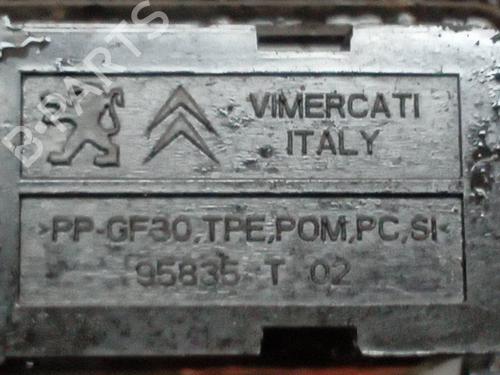 B-PARTS
VIMERCATI
ITALY
>PP-GF30,TPE,POM,PC,SI<
95835 T 02